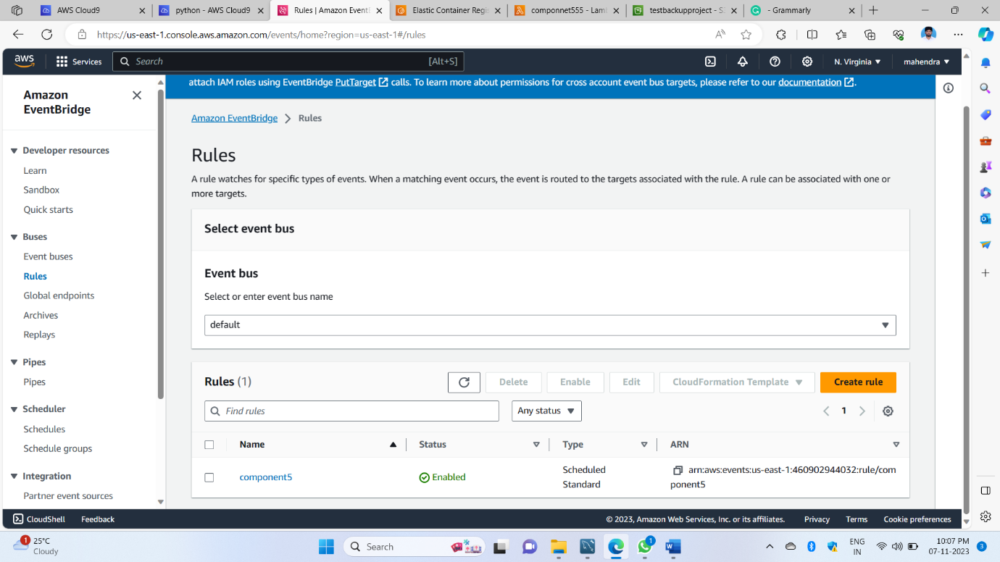 AWS Cloud9
python - AWS Cloud9
Rules | Amazon EventB
Elastic Container Regi
componnet555 - Lam
testbackupproject - S
- Grammarly
https://us-east-1.console.aws.amazon.com/events/home?region=us-east-1#/rules
aws
Services
Search
[Alt+S]
N. Virginia
mahendra
Amazon
EventBridge
attach IAM roles using EventBridge PutTarget calls. To learn more about permissions for cross account event bus targets, please refer to our documentation.
Amazon EventBridge
Rules
Developer resources
Learn
Sandbox
Quick starts
Buses
Event buses
Rules
Global endpoints
Archives
Replays
Pipes
Pipes
Scheduler
Schedules
Schedule groups
Integration
Partner event sources
Rules
A rule watches for specific types of events. When a matching event occurs, the event is routed to the targets associated with the rule. A rule can be associated with one or
more targets.
Select event bus
Event bus
Select or enter event bus name
default
Rules (1)
Delete
Enable
Edit
CloudFormation Template
Create rule
Find rules
Any status
1
Name
Status
Type
ARN
component5
Enabled
Scheduled
Standard
arn:aws:events:us-east-1:460902944032:rule/com
ponent5
CloudShell
Feedback
© 2023, Amazon Web Services, Inc. or its affiliates.
Privacy
Terms
Cookie preferences
1
25°C
Cloudy
Search
1
ENG
IN
10:07 PM
07-11-2023
3